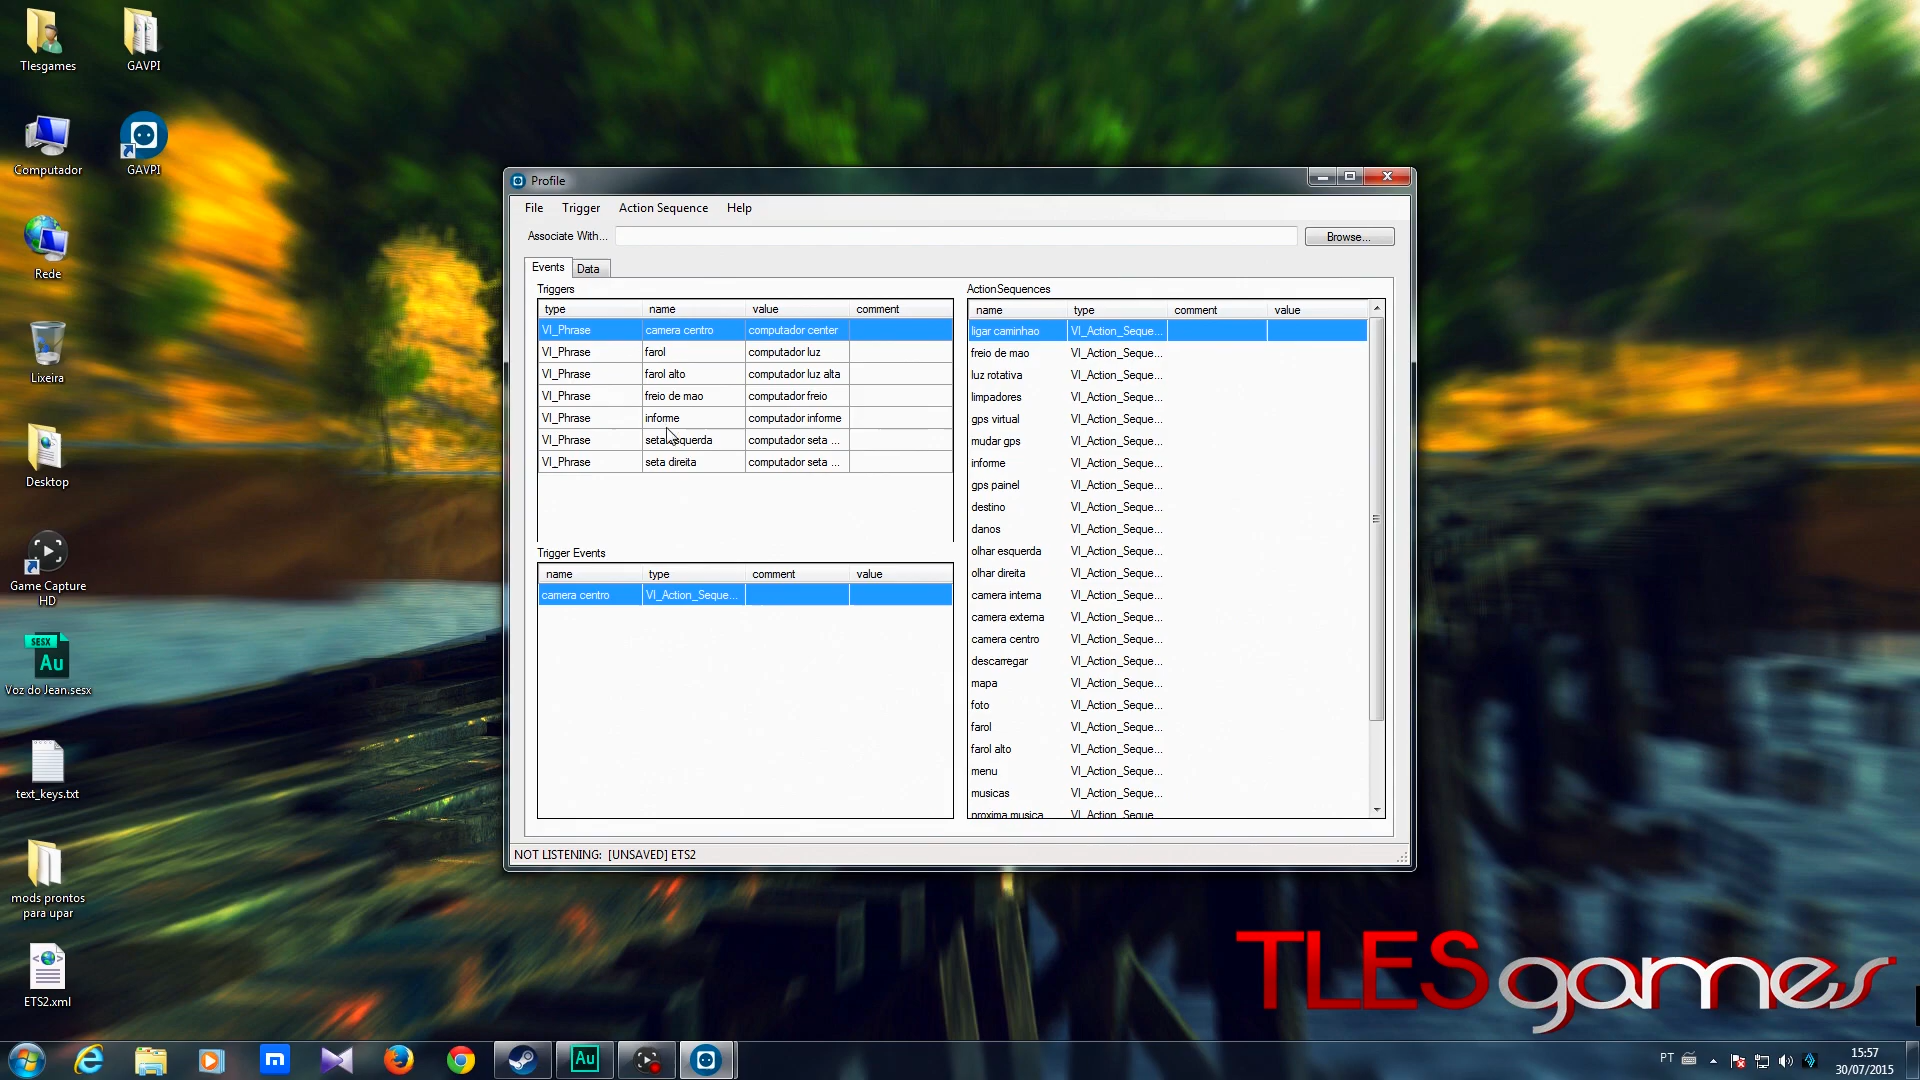 Tlesgames
GAVPI
Computador
GAVPI
Rede
Lixeira
Desktop
Game Capture
HD
SESX
Au
Voz do Jean.sesx
text_keys.txt
mods prontos
para upar
ETS2.xml
Profile
File Trigger Action Sequence Help
Associate With... Browse...
Events Data
Triggers
type name value comment
VI_Phrase camera centro computador center
VI_Phrase farol computador luz
VI_Phrase farol alto computador luz alta
VI_Phrase freio de mao computador freio
VI_Phrase informe computador informe
VI_Phrase seta esquerda computador seta ...
VI_Phrase seta direita computador seta ...
Trigger Events
name type comment value
camera centro VI_Action_Seque...
ActionSequences
name type comment value
ligar caminhao VI_Action_Seque...
freio de mao VI_Action_Seque...
luz rotativa VI_Action_Seque...
limpadores VI_Action_Seque...
gps virtual VI_Action_Seque...
mudar gps VI_Action_Seque...
informe VI_Action_Seque...
gps painel VI_Action_Seque...
destino VI_Action_Seque...
danos VI_Action_Seque...
olhar esquerda VI_Action_Seque...
olhar direita VI_Action_Seque...
camera interna VI_Action_Seque...
camera externa VI_Action_Seque...
camera centro VI_Action_Seque...
descarregar VI_Action_Seque...
mapa VI_Action_Seque...
foto VI_Action_Seque...
farol VI_Action_Seque...
farol alto VI_Action_Seque...
menu VI_Action_Seque...
musicas VI_Action_Seque...
proxima musica VI_Action_Seque...
NOT LISTENING: [UNSAVED] ETS2
TLESgames
Au
PT
15:57
30/07/2015